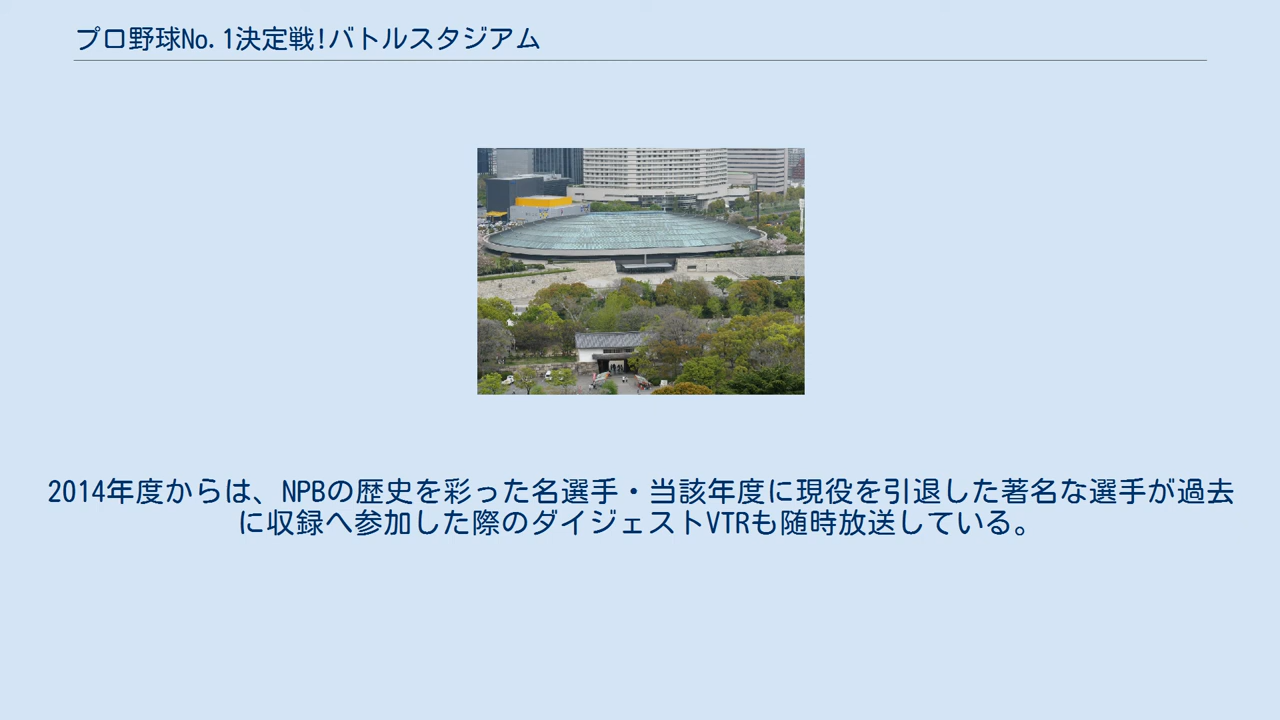 プロ野球No.1決定戦!バトルスタジアム
2014年度からは、NPBの歴史を彩った名選手・当該年度に現役を引退した著名な選手が過去
に収録へ参加した際のダイジェストVTRも随時放送している。